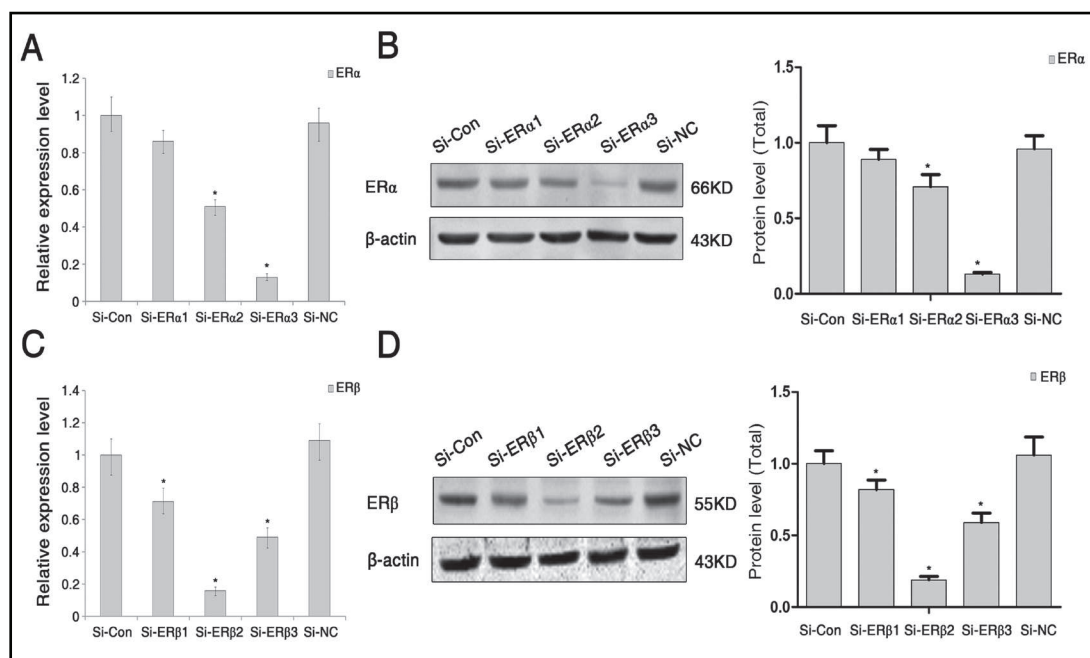 A
ERα
Relative expression level
1.2
1
0.8
0.6
0.4
0.2
0
*
*
Si-Con Si-ERα1 Si-ERα2 Si-ERα3 Si-NC
B
Si-Con Si-ERα1 Si-ERα2 Si-ERα3 Si-NC
ERα 66KD
β-actin 43KD
ERα
Protein level (Total)
1.5
1.0
0.5
0.0
*
*
Si-Con Si-ERα1 Si-ERα2 Si-ERα3 Si-NC
C
ERβ
Relative expression level
1.4
1.2
1
0.8
0.6
0.4
0.2
0
*
*
*
Si-Con Si-ERβ1 Si-ERβ2 Si-ERβ3 Si-NC
D
Si-Con Si-ERβ1 Si-ERβ2 Si-ERβ3 Si-NC
ERβ 55KD
β-actin 43KD
ERβ
Protein level (Total)
1.5
1.0
0.5
0.0
*
*
*
Si-Con Si-ERβ1 Si-ERβ2 Si-ERβ3 Si-NC